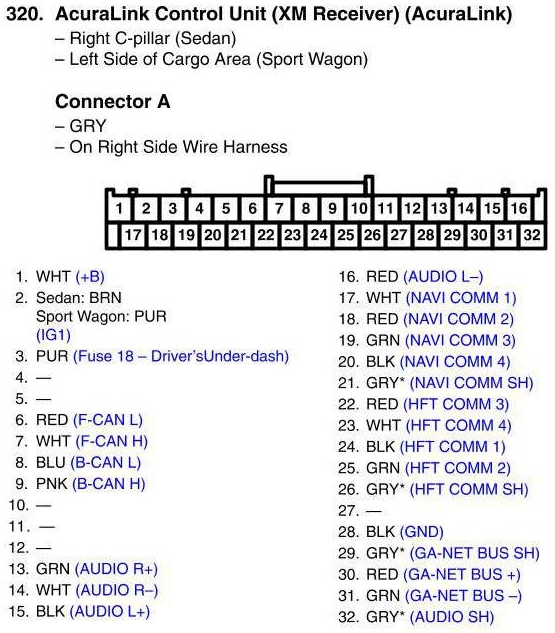 320. AcuraLink Control Unit (XM Receiver) (AcuraLink)
– Right C-pillar (Sedan)
– Left Side of Cargo Area (Sport Wagon)
Connector A
– GRY
– On Right Side Wire Harness
1 2 3 4 5 6 7 8 9 10 11 12 13 14 15 16
17 18 19 20 21 22 23 24 25 26 27 28 29 30 31 32
1. WHT (+B)
2. Sedan: BRN
Sport Wagon: PUR
(IG1)
3. PUR (Fuse 18 – Driver'sUnder-dash)
4. —
5. —
6. RED (F-CAN L)
7. WHT (F-CAN H)
8. BLU (B-CAN L)
9. PNK (B-CAN H)
10. —
11. —
12. —
13. GRN (AUDIO R+)
14. WHT (AUDIO R–)
15. BLK (AUDIO L+)
16. RED (AUDIO L–)
17. WHT (NAVI COMM 1)
18. RED (NAVI COMM 2)
19. GRN (NAVI COMM 3)
20. BLK (NAVI COMM 4)
21. GRY* (NAVI COMM SH)
22. RED (HFT COMM 3)
23. WHT (HFT COMM 4)
24. BLK (HFT COMM 1)
25. GRN (HFT COMM 2)
26. GRY* (HFT COMM SH)
27. —
28. BLK (GND)
29. GRY* (GA-NET BUS SH)
30. RED (GA-NET BUS +)
31. GRN (GA-NET BUS –)
32. GRY* (AUDIO SH)